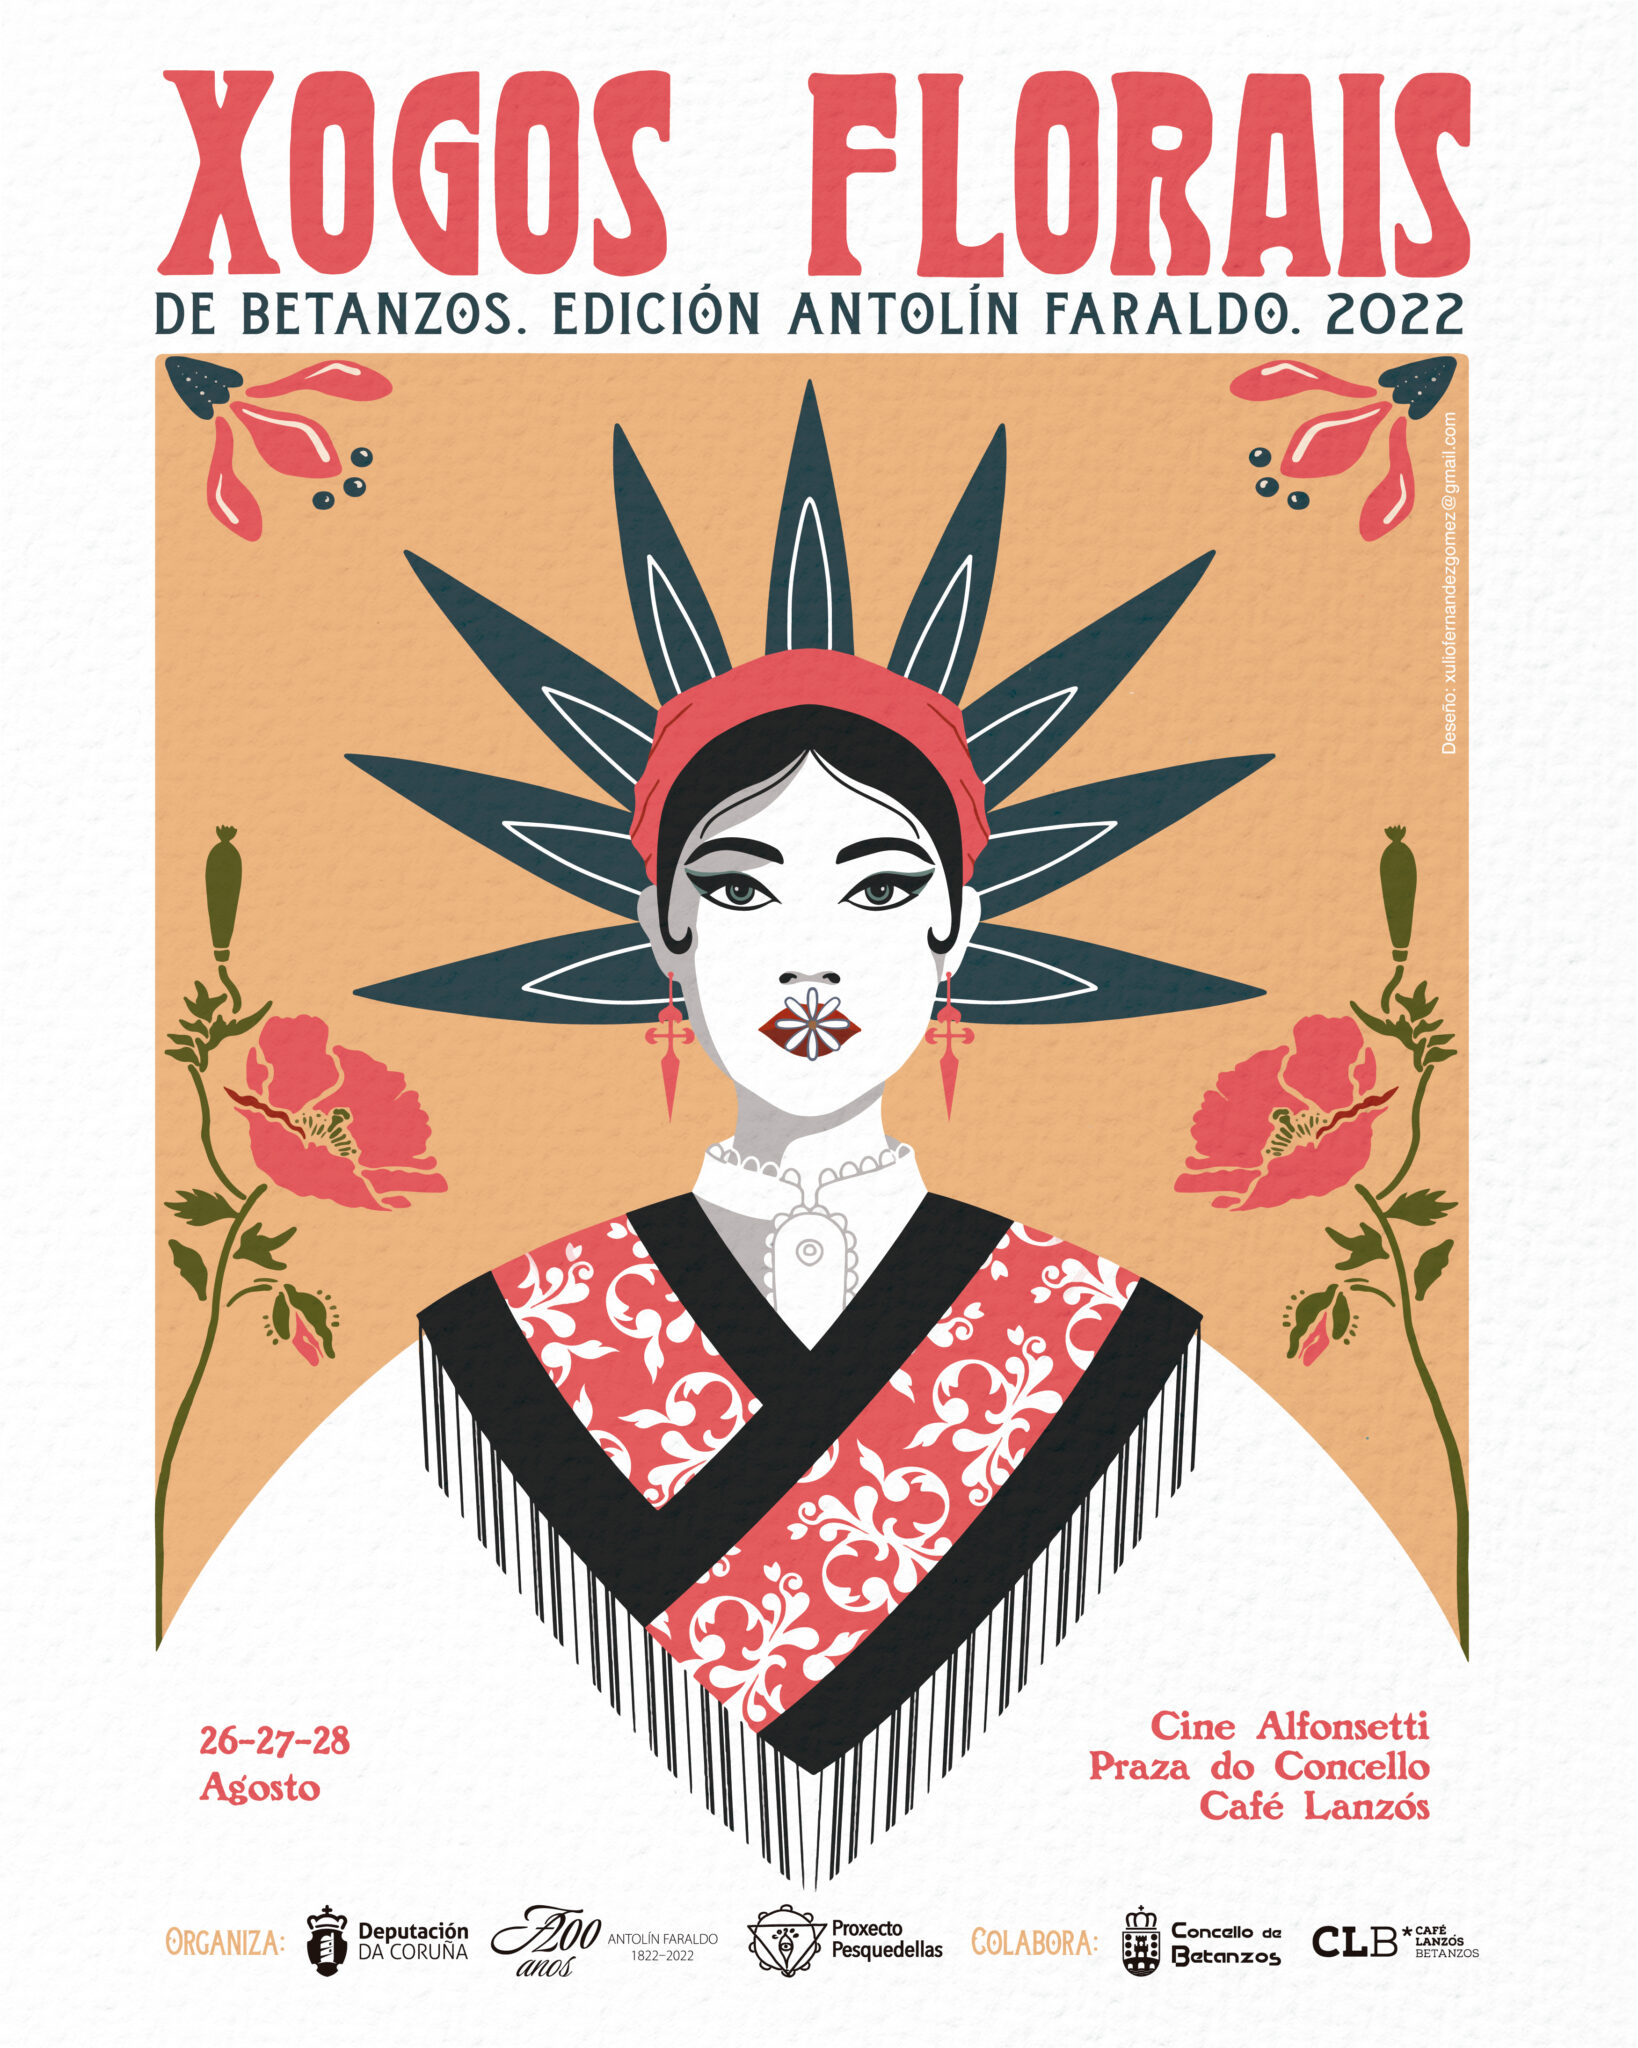 XOGOS FLORAIS
DE BETANZOS. EDICIÓN ANTOLÍN FARALDO. 2022
Deseño: xuliofernandezgomez@gmail.com
26-27-28
Agosto
Cine Alfonsetti
Praza do Concello
Café Lanzós
ORGANIZA:
Deputación
DA CORUÑA
200
anos
ANTOLÍN FARALDO
1822-2022
Proxecto
Pesquedellas
COLABORA:
Concello de
Betanzos
CLB*
CAFÉ
LANZÓS
BETANZOS